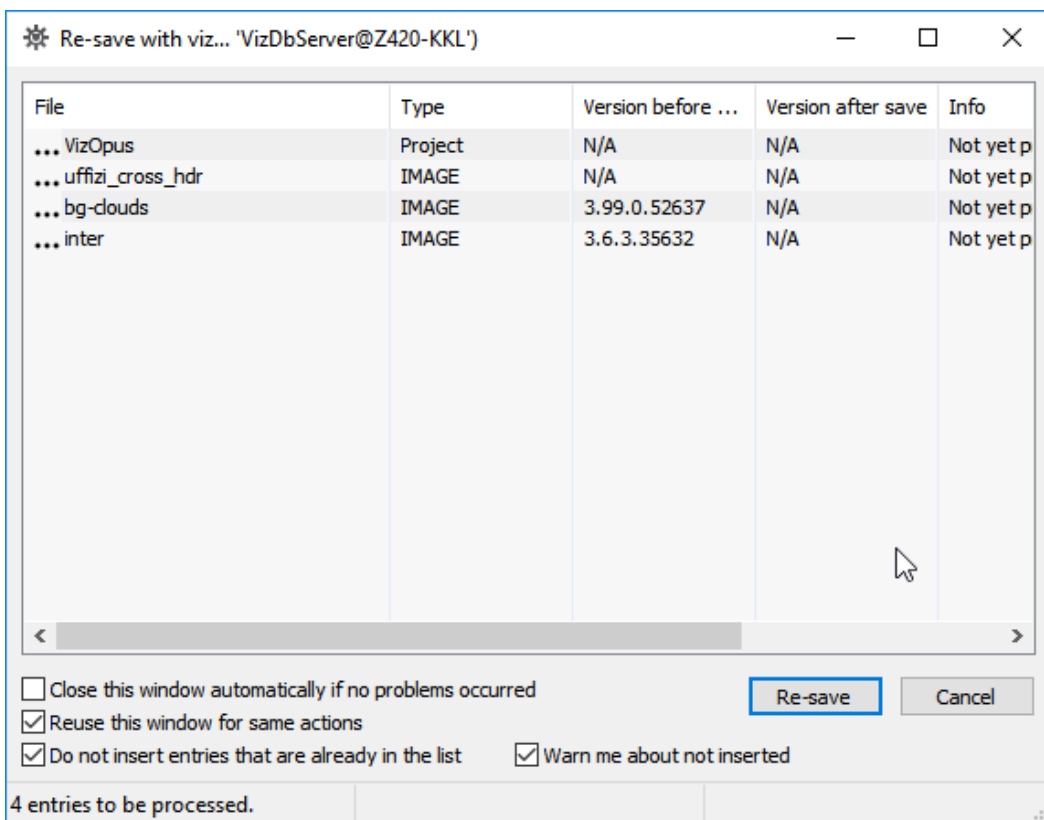 Re-save with viz... 'VizDbServer@Z420-KKL')
File Type Version before ... Version after save Info
... VizOpus Project N/A N/A Not yet p
... uffizi_cross_hdr IMAGE N/A N/A Not yet p
... bg-clouds IMAGE 3.99.0.52637 N/A Not yet p
... inter IMAGE 3.6.3.35632 N/A Not yet p
Close this window automatically if no problems occurred
Re-save Cancel
Reuse this window for same actions
Do not insert entries that are already in the list Warn me about not inserted
4 entries to be processed.